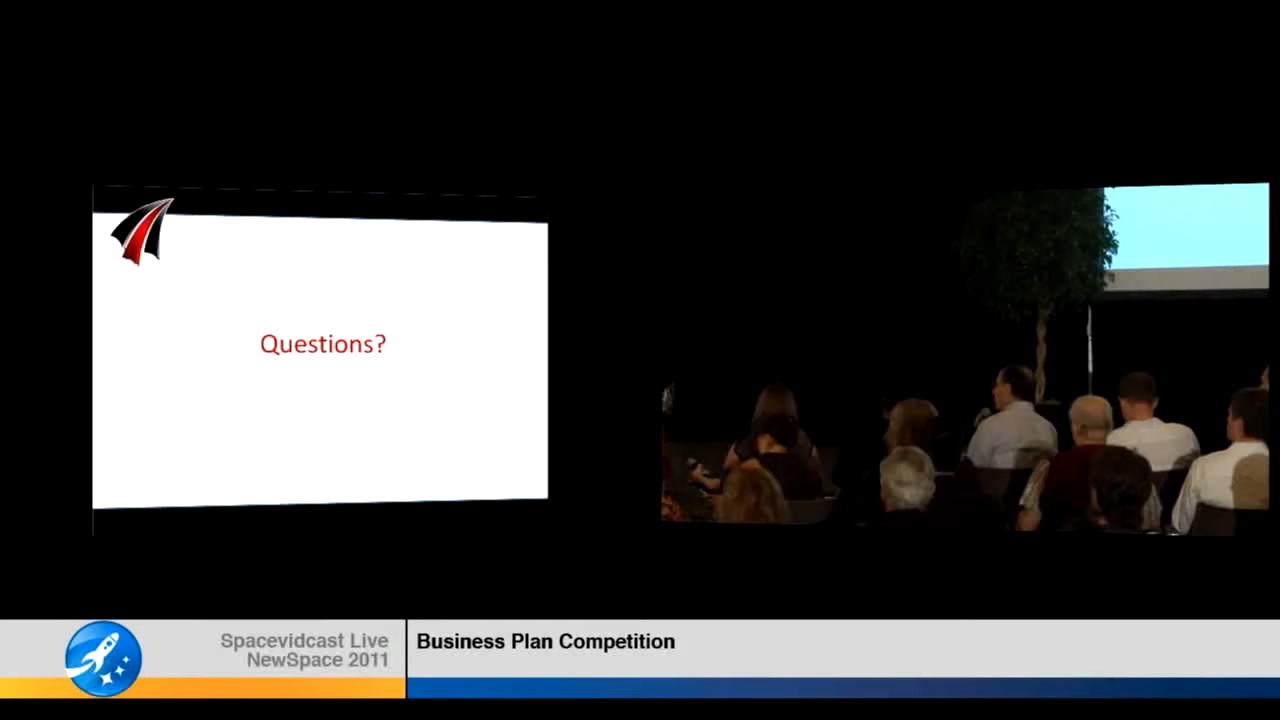 Questions?
Spacevidcast Live
NewSpace 2011
Business Plan Competition